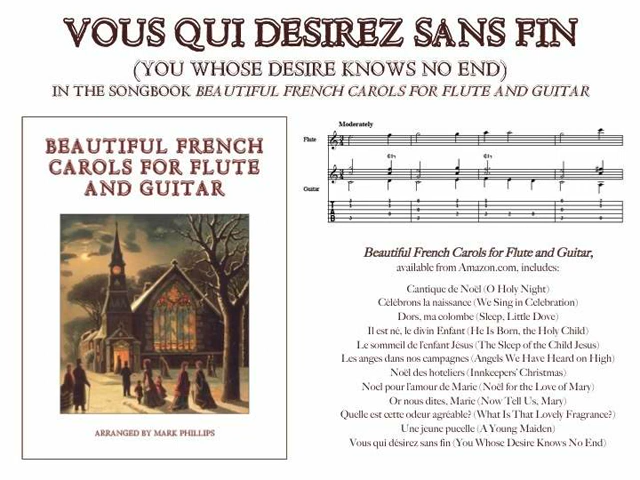 VOUS QUI DESIREZ SANS FIN
(YOU WHOSE DESIRE KNOWS NO END)
IN THE SONGBOOK BEAUTIFUL FRENCH CAROLS FOR FLUTE AND GUITAR
BEAUTIFUL FRENCH
CAROLS FOR FLUTE
AND GUITAR
ARRANGED BY MARK PHILLIPS
Moderately
Flute
Guitar
Beautiful French Carols for Flute and Guitar,
available from Amazon.com, includes:
Cantique de Noël (O Holy Night)
Célébrons la naissance (We Sing in Celebration)
Dors, ma colombe (Sleep, Little Dove)
Il est né, le divin Enfant (He Is Born, the Holy Child)
Le sommeil de l'enfant Jésus (The Sleep of the Child Jesus)
Les anges dans nos campagnes (Angels We Have Heard on High)
Noël des hoteliers (Innkeepers' Christmas)
Noël pour l'amour de Marie (Noël for the Love of Mary)
Or nous dites, Marie (Now Tell Us, Mary)
Quelle est cette odeur agréable? (What Is That Lovely Fragrance?)
Une jeune pucelle (A Young Maiden)
Vous qui désirez sans fin (You Whose Desire Knows No End)